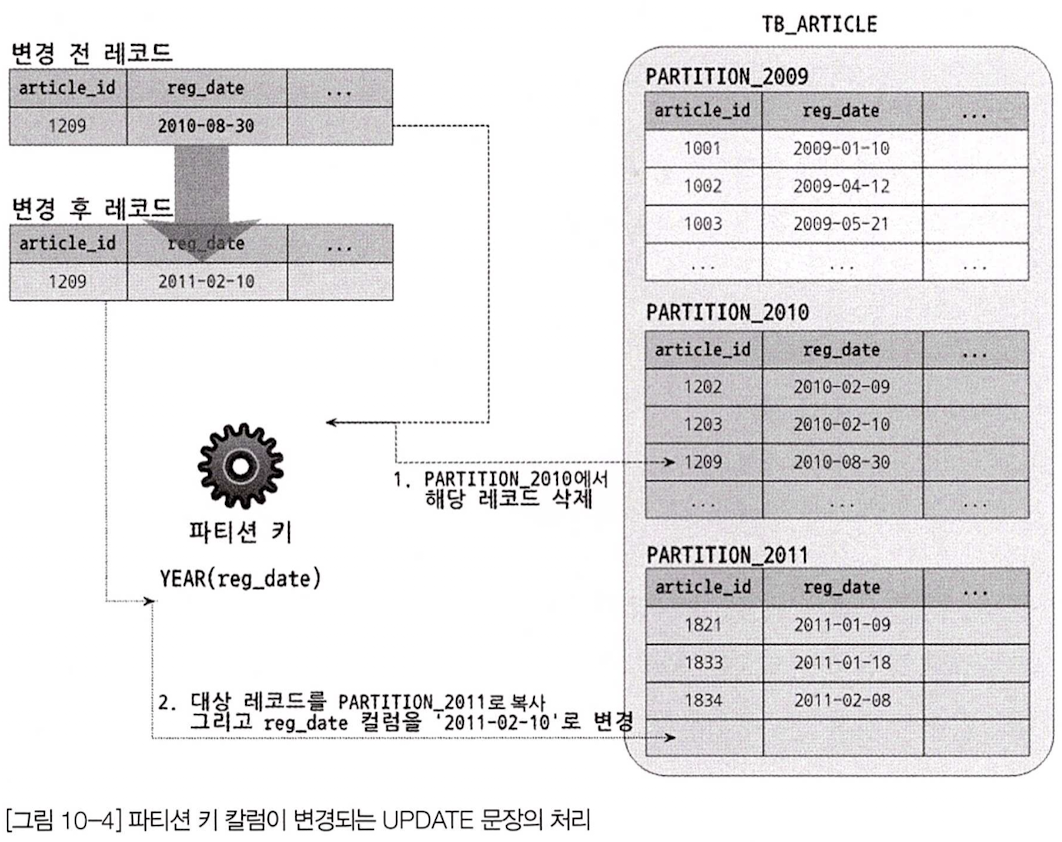 TB_ARTICLE
변경 전 레코드
article_id reg_date ...
1209 2010-08-30
변경 후 레코드
article_id reg_date ...
1209 2011-02-10
파티션 키
YEAR(reg_date)
1. PARTITION_2010에서
해당 레코드 삭제
2. 대상 레코드를 PARTITION_2011로 복사
그리고 reg_date 컬럼을 '2011-02-10'로 변경
PARTITION_2009
article_id reg_date ...
1001 2009-01-10
1002 2009-04-12
1003 2009-05-21
... ... ...
PARTITION_2010
article_id reg_date ...
1202 2010-02-09
1203 2010-02-10
1209 2010-08-30
... ... ...
PARTITION_2011
article_id reg_date ...
1821 2011-01-09
1833 2011-01-18
1834 2011-02-08
[그림 10-4] 파티션 키 칼럼이 변경되는 UPDATE 문장의 처리